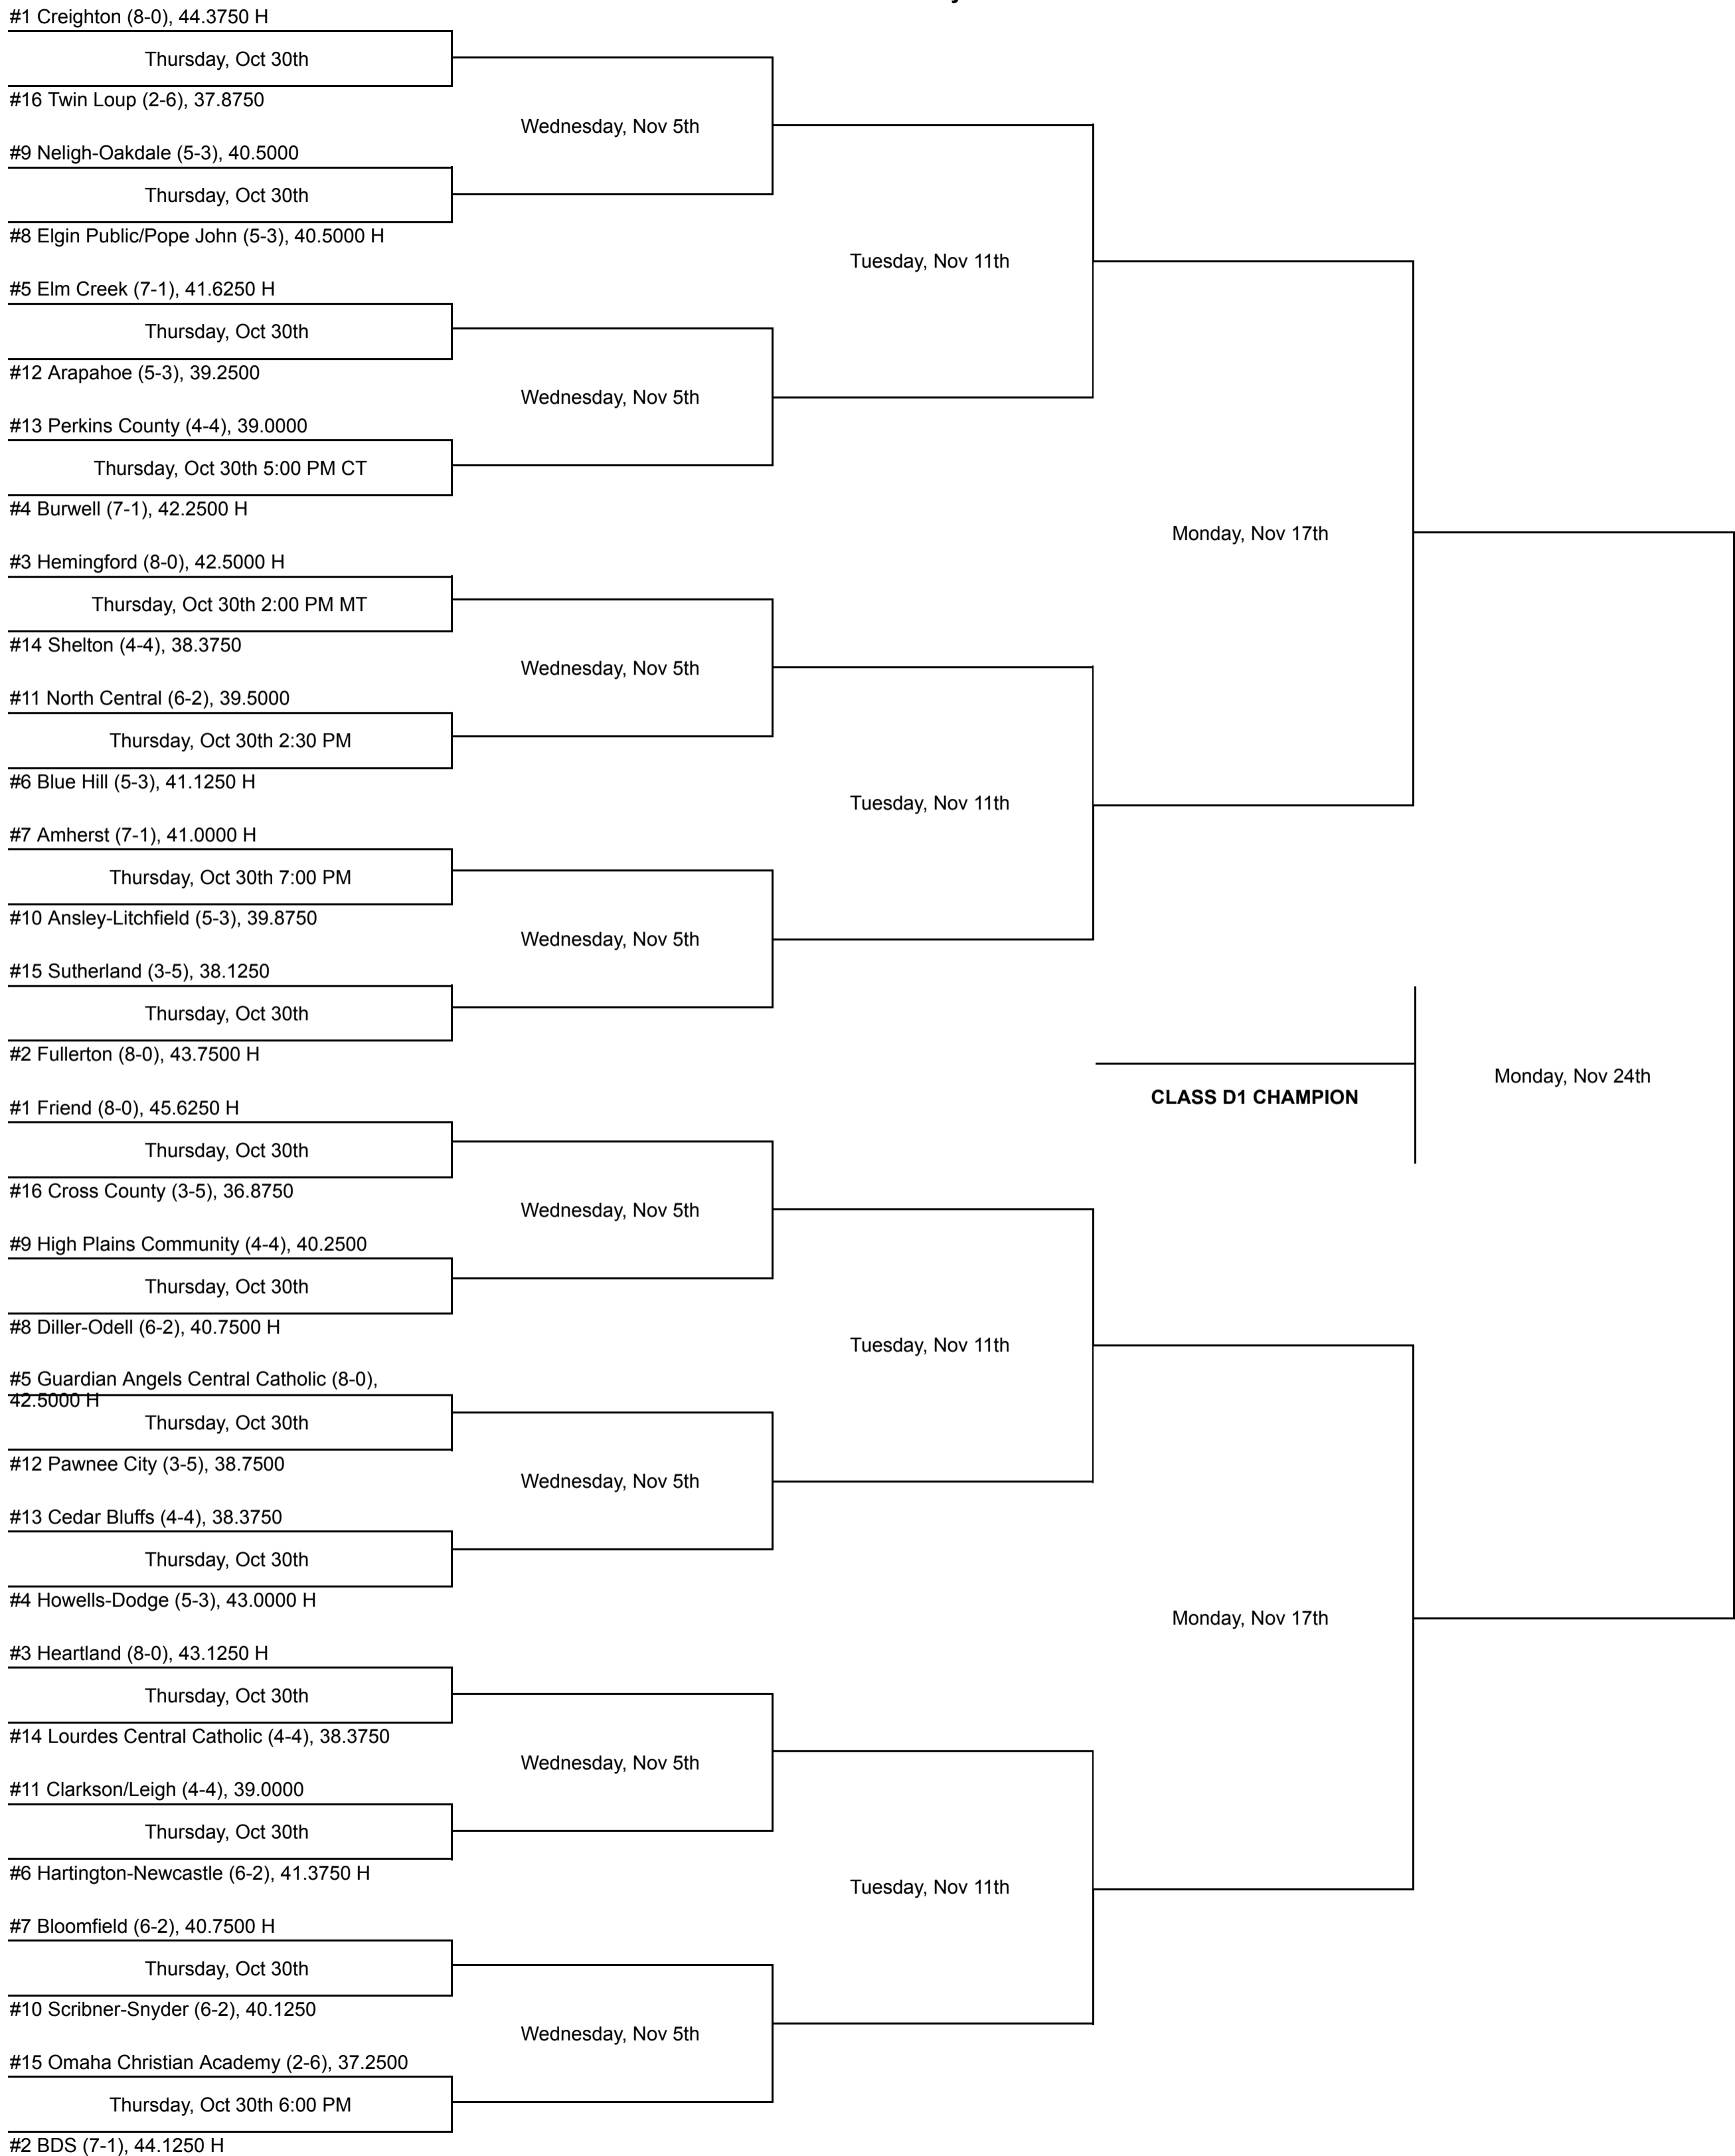 #1 Creighton (8-0), 44.3750 H
Thursday, Oct 30th
#16 Twin Loup (2-6), 37.8750
Wednesday, Nov 5th
#9 Neligh-Oakdale (5-3), 40.5000
Thursday, Oct 30th
#8 Elgin Public/Pope John (5-3), 40.5000 H
Tuesday, Nov 11th
#5 Elm Creek (7-1), 41.6250 H
Thursday, Oct 30th
#12 Arapahoe (5-3), 39.2500
Wednesday, Nov 5th
#13 Perkins County (4-4), 39.0000
Thursday, Oct 30th 5:00 PM CT
#4 Burwell (7-1), 42.2500 H
Monday, Nov 17th
#3 Hemingford (8-0), 42.5000 H
Thursday, Oct 30th 2:00 PM MT
#14 Shelton (4-4), 38.3750
Wednesday, Nov 5th
#11 North Central (6-2), 39.5000
Thursday, Oct 30th 2:30 PM
#6 Blue Hill (5-3), 41.1250 H
Tuesday, Nov 11th
#7 Amherst (7-1), 41.0000 H
Thursday, Oct 30th 7:00 PM
#10 Ansley-Litchfield (5-3), 39.8750
Wednesday, Nov 5th
#15 Sutherland (3-5), 38.1250
Thursday, Oct 30th
#2 Fullerton (8-0), 43.7500 H
Monday, Nov 24th
CLASS D1 CHAMPION
#1 Friend (8-0), 45.6250 H
Thursday, Oct 30th
#16 Cross County (3-5), 36.8750
Wednesday, Nov 5th
#9 High Plains Community (4-4), 40.2500
Thursday, Oct 30th
#8 Diller-Odell (6-2), 40.7500 H
Tuesday, Nov 11th
#5 Guardian Angels Central Catholic (8-0),
42.5000 H
Thursday, Oct 30th
#12 Pawnee City (3-5), 38.7500
Wednesday, Nov 5th
#13 Cedar Bluffs (4-4), 38.3750
Thursday, Oct 30th
#4 Howells-Dodge (5-3), 43.0000 H
Monday, Nov 17th
#3 Heartland (8-0), 43.1250 H
Thursday, Oct 30th
#14 Lourdes Central Catholic (4-4), 38.3750
Wednesday, Nov 5th
#11 Clarkson/Leigh (4-4), 39.0000
Thursday, Oct 30th
#6 Hartington-Newcastle (6-2), 41.3750 H
Tuesday, Nov 11th
#7 Bloomfield (6-2), 40.7500 H
Thursday, Oct 30th
#10 Scribner-Snyder (6-2), 40.1250
Wednesday, Nov 5th
#15 Omaha Christian Academy (2-6), 37.2500
Thursday, Oct 30th 6:00 PM
#2 BDS (7-1), 44.1250 H